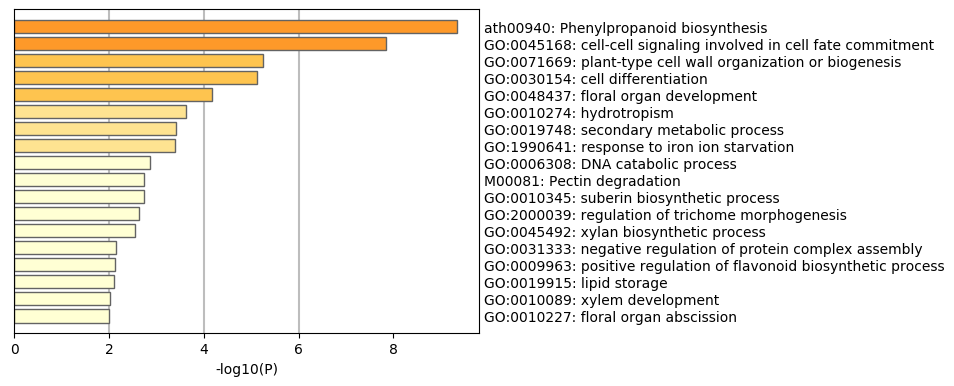 ath00940: Phenylpropanoid biosynthesis
GO:0045168: cell-cell signaling involved in cell fate commitment
GO:0071669: plant-type cell wall organization or biogenesis
GO:0030154: cell differentiation
GO:0048437: floral organ development
GO:0010274: hydrotropism
GO:0019748: secondary metabolic process
GO:1990641: response to iron ion starvation
GO:0006308: DNA catabolic process
M00081: Pectin degradation
GO:0010345: suberin biosynthetic process
GO:2000039: regulation of trichome morphogenesis
GO:0045492: xylan biosynthetic process
GO:0031333: negative regulation of protein complex assembly
GO:0009963: positive regulation of flavonoid biosynthetic process
GO:0019915: lipid storage
GO:0010089: xylem development
GO:0010227: floral organ abscission
0 2 4 6 8
-log10(P)